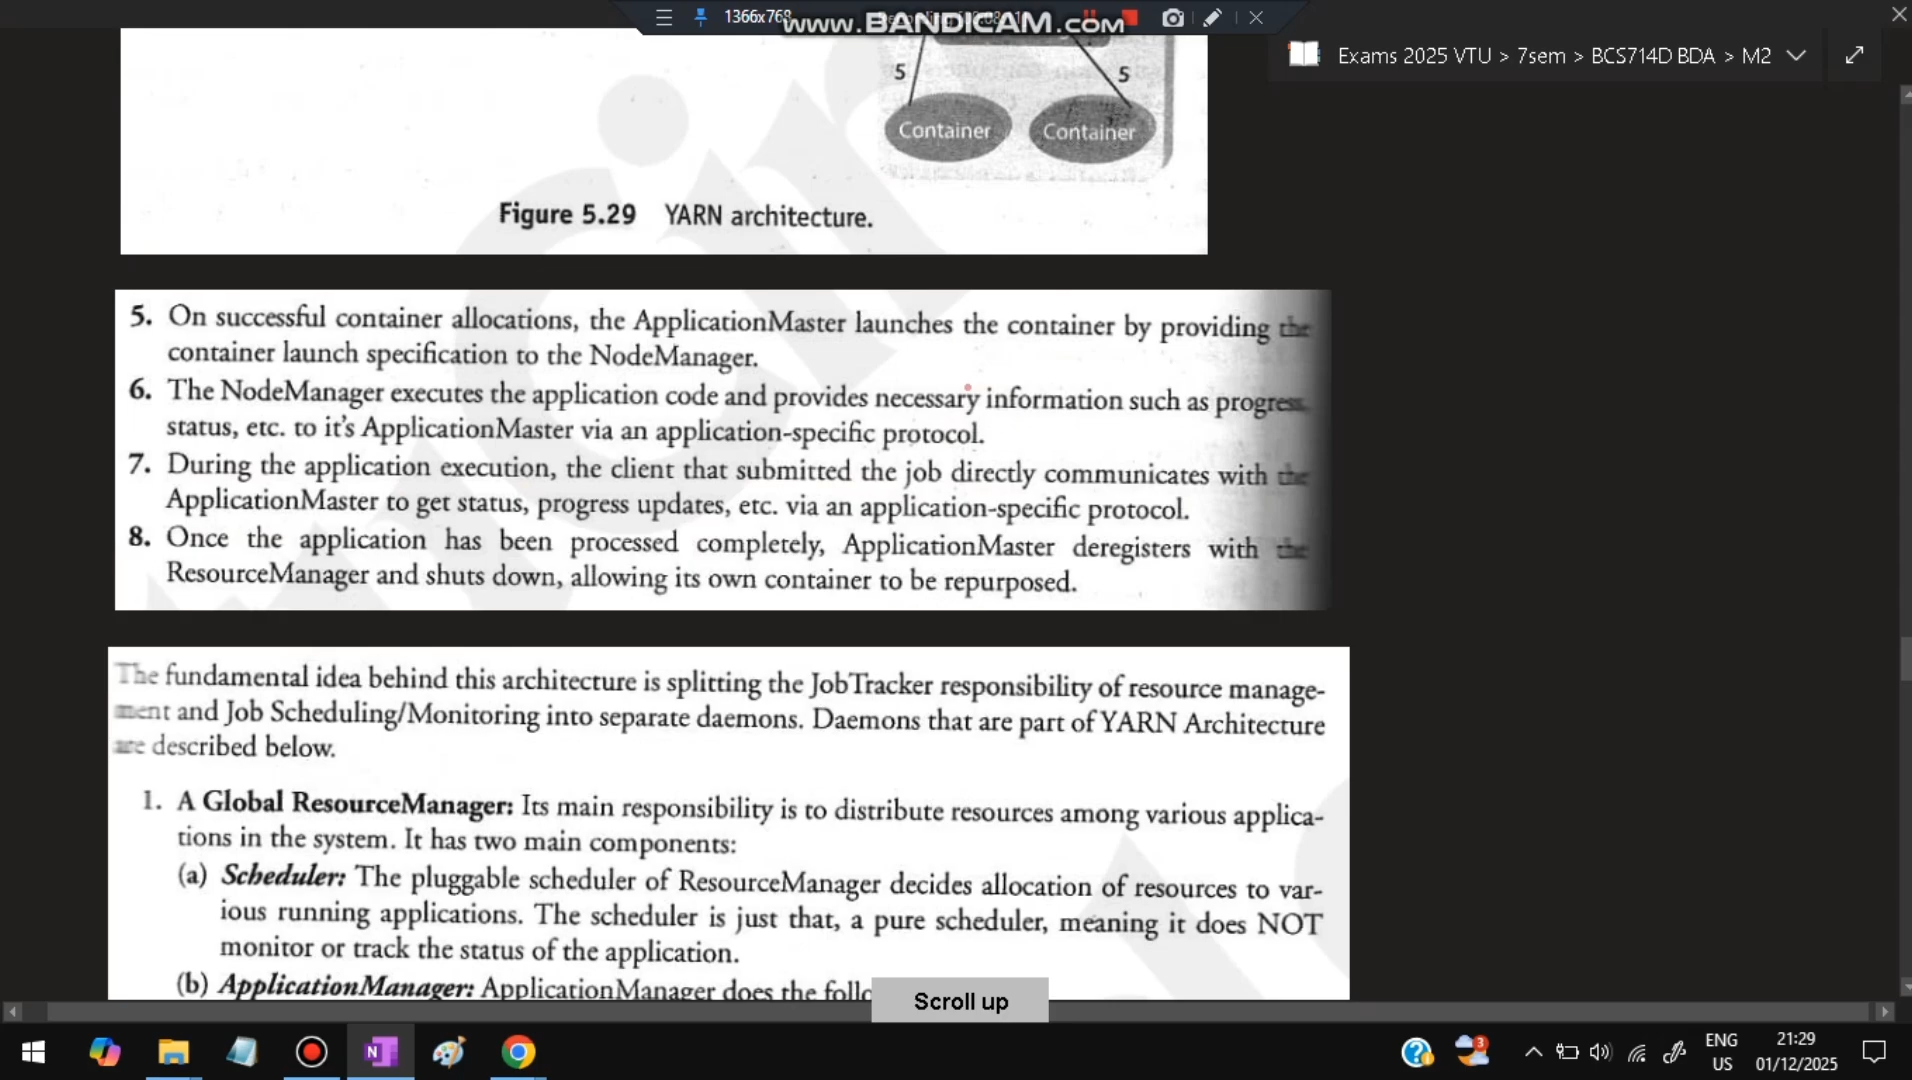 1366x768
www.BANDICAM.com
Exams 2025 VTU > 7sem > BCS714D BDA > M2
5
5
Container
Container
Figure 5.29 YARN architecture.
5. On successful container allocations, the ApplicationMaster launches the container by providing the
container launch specification to the NodeManager.
6. The NodeManager executes the application code and provides necessary information such as progress
status, etc. to it's ApplicationMaster via an application-specific protocol.
7. During the application execution, the client that submitted the job directly communicates with the
ApplicationMaster to get status, progress updates, etc. via an application-specific protocol.
8. Once the application has been processed completely, ApplicationMaster deregisters with the
ResourceManager and shuts down, allowing its own container to be repurposed.
The fundamental idea behind this architecture is splitting the JobTracker responsibility of resource manage-
ment and Job Scheduling/Monitoring into separate daemons. Daemons that are part of YARN Architecture
are described below.
1. A Global ResourceManager: Its main responsibility is to distribute resources among various applica-
tions in the system. It has two main components:
(a) Scheduler: The pluggable scheduler of ResourceManager decides allocation of resources to var-
ious running applications. The scheduler is just that, a pure scheduler, meaning it does NOT
monitor or track the status of the application.
(b) ApplicationManager: ApplicationManager does the follo
Scroll up
3
ENG
US
21:29
01/12/2025